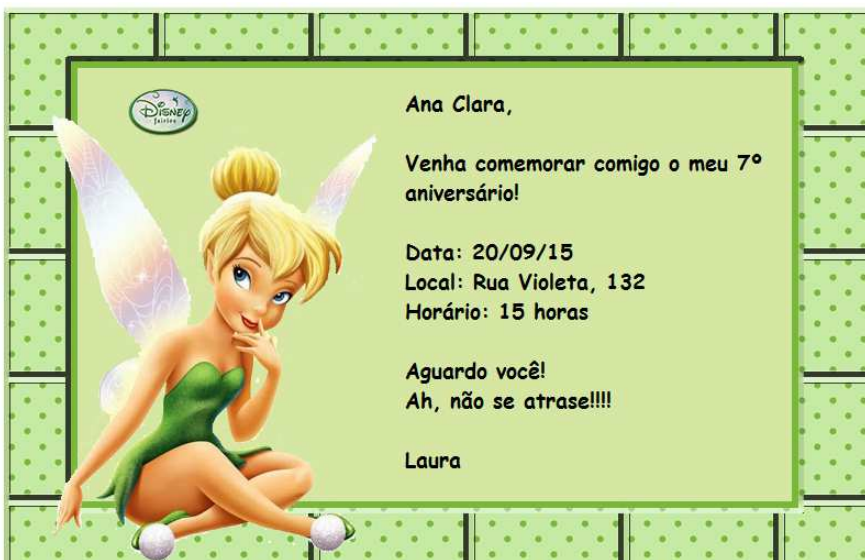 Disney
fairies
Ana Clara,
Venha comemorar comigo o meu 7º
aniversário!
Data: 20/09/15
Local: Rua Violeta, 132
Horário: 15 horas
Aguardo você!
Ah, não se atrase!!!!
Laura